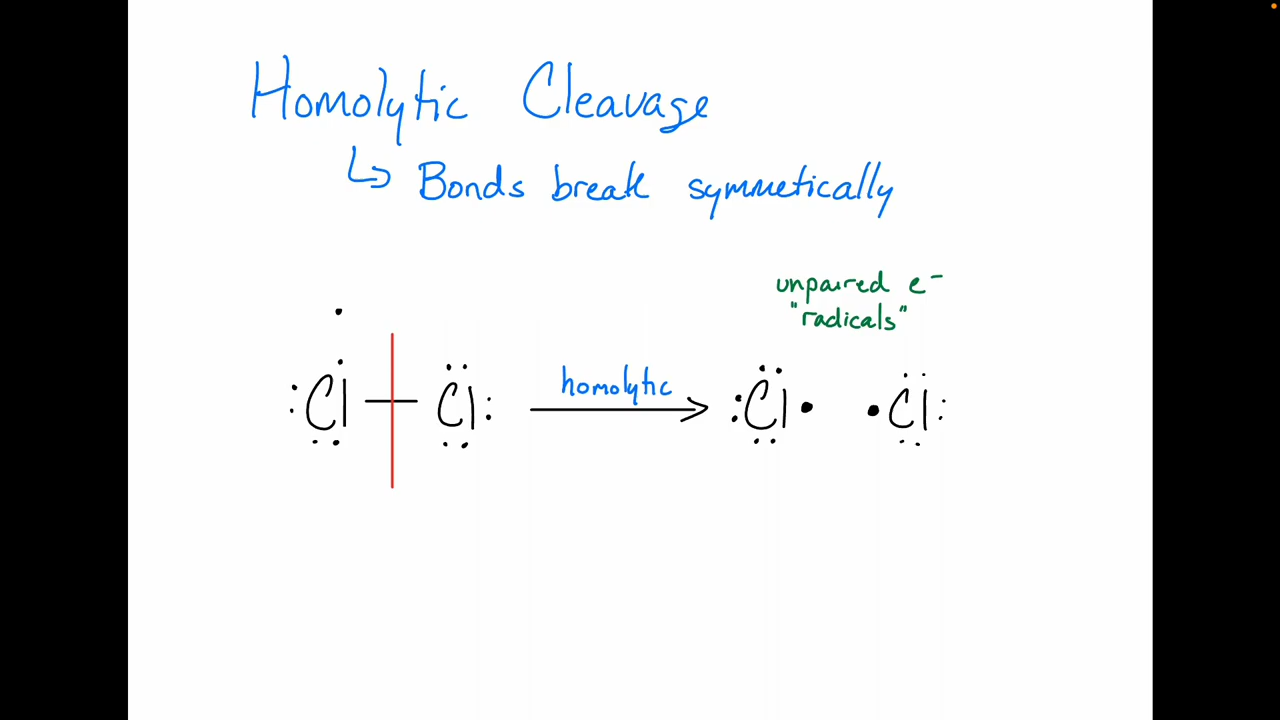 Homolytic Cleavage
↳ Bonds break symmetically
unpaired e⁻
"radicals"
:Cl — Cl: homolytic → :Cl• •Cl: